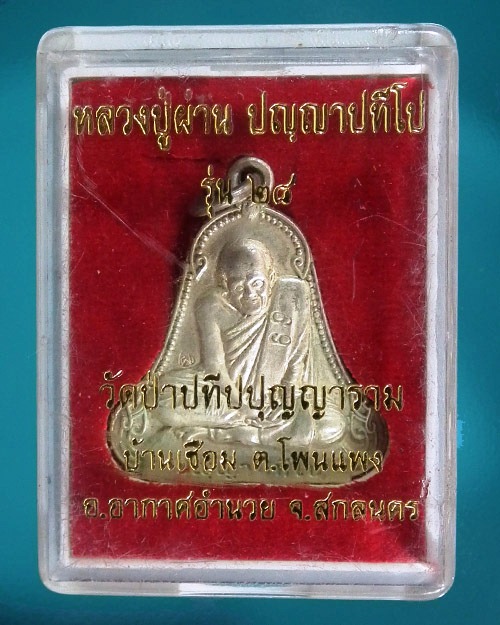 หลวงปู่ผ่าน ปญฺญาปทีโป
รุ่น ๒๘
วัดป่าปทีปปุญญาราม
บ้านเซือม ต.โพนแพง
อ.อากาศอำนวย จ.สกลนคร